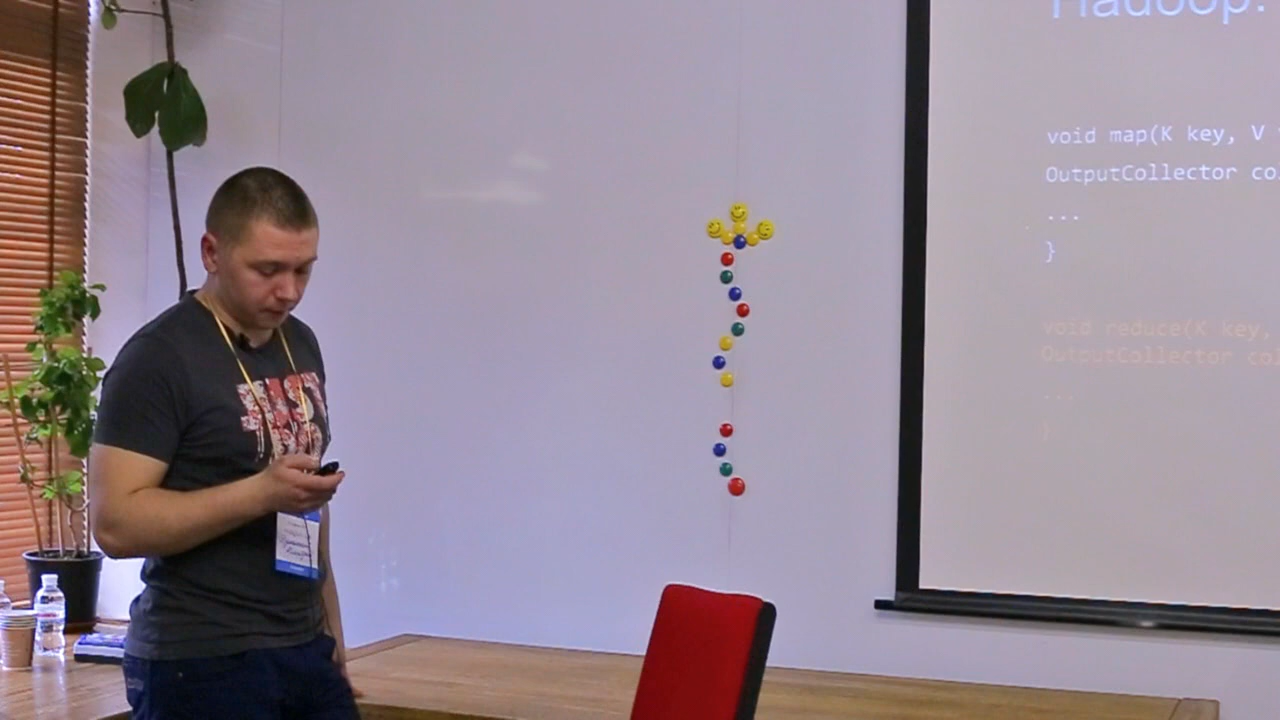 Hadoop:
void map(K key, V
OutputCollector co
...
}
void reduce(K key,
OutputCollector co
...
}